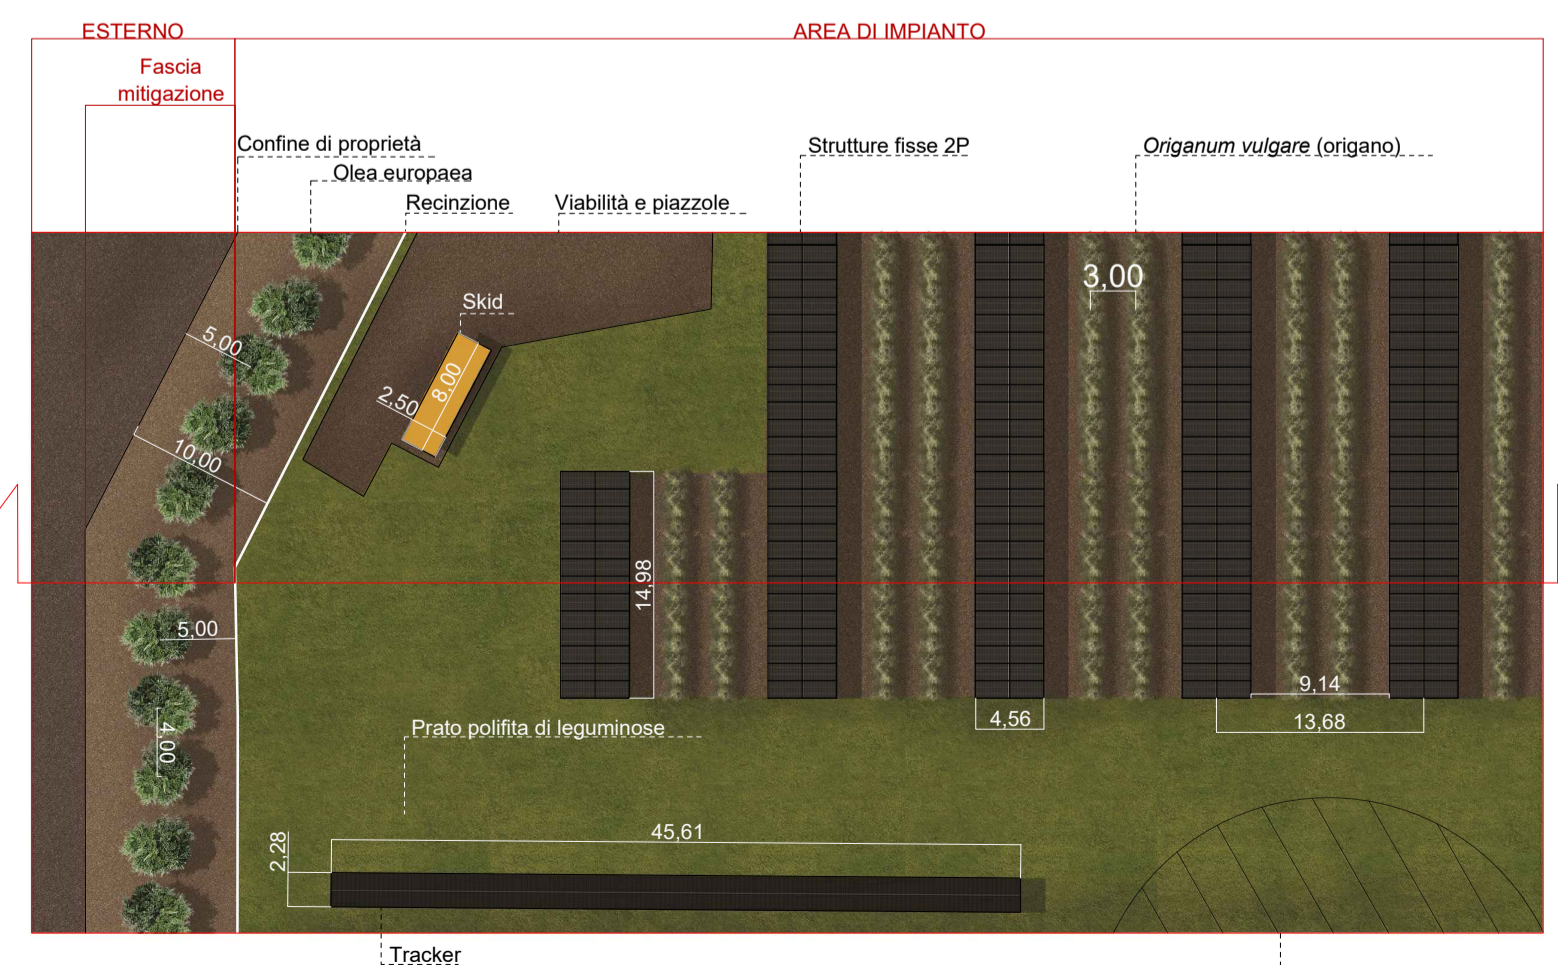 ESTERNO
AREA DI IMPIANTO
Fascia
mitigazione
Confine di proprietà
Olea europaea
Recinzione
Viabilità e piazzole
Strutture fisse 2P
Origanum vulgare (origano)
Skid
3,00
5,00
8,00
2,50
10,00
14,98
5,00
4,00
9,14
4,56
13,68
Prato polifita di leguminose
45,61
2,28
Tracker